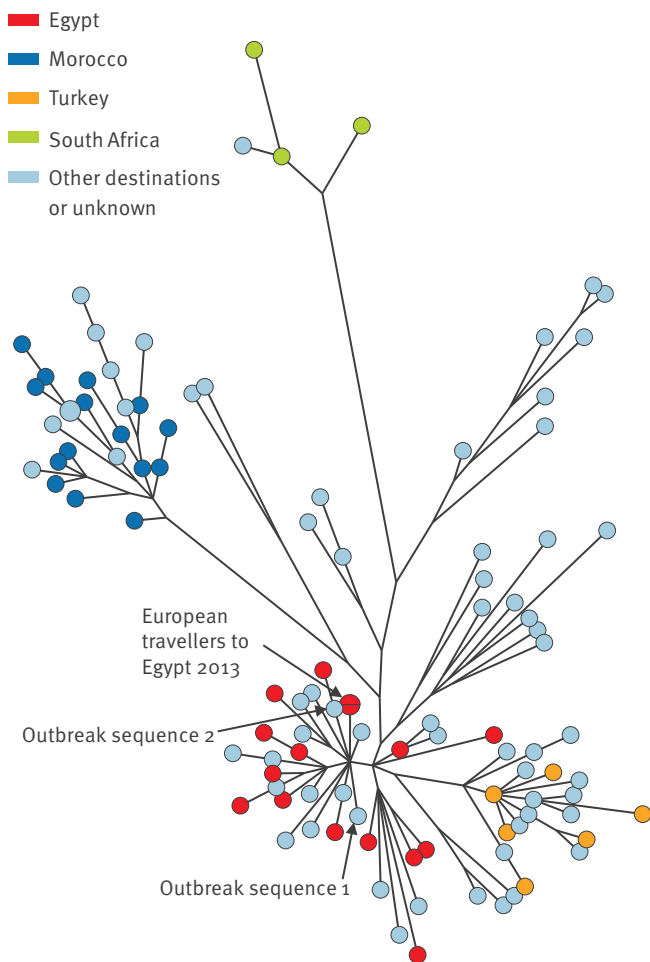 Egypt
Morocco
Turkey
South Africa
Other destinations
or unknown
European
travellers to
Egypt 2013
Outbreak sequence 2
Outbreak sequence 1